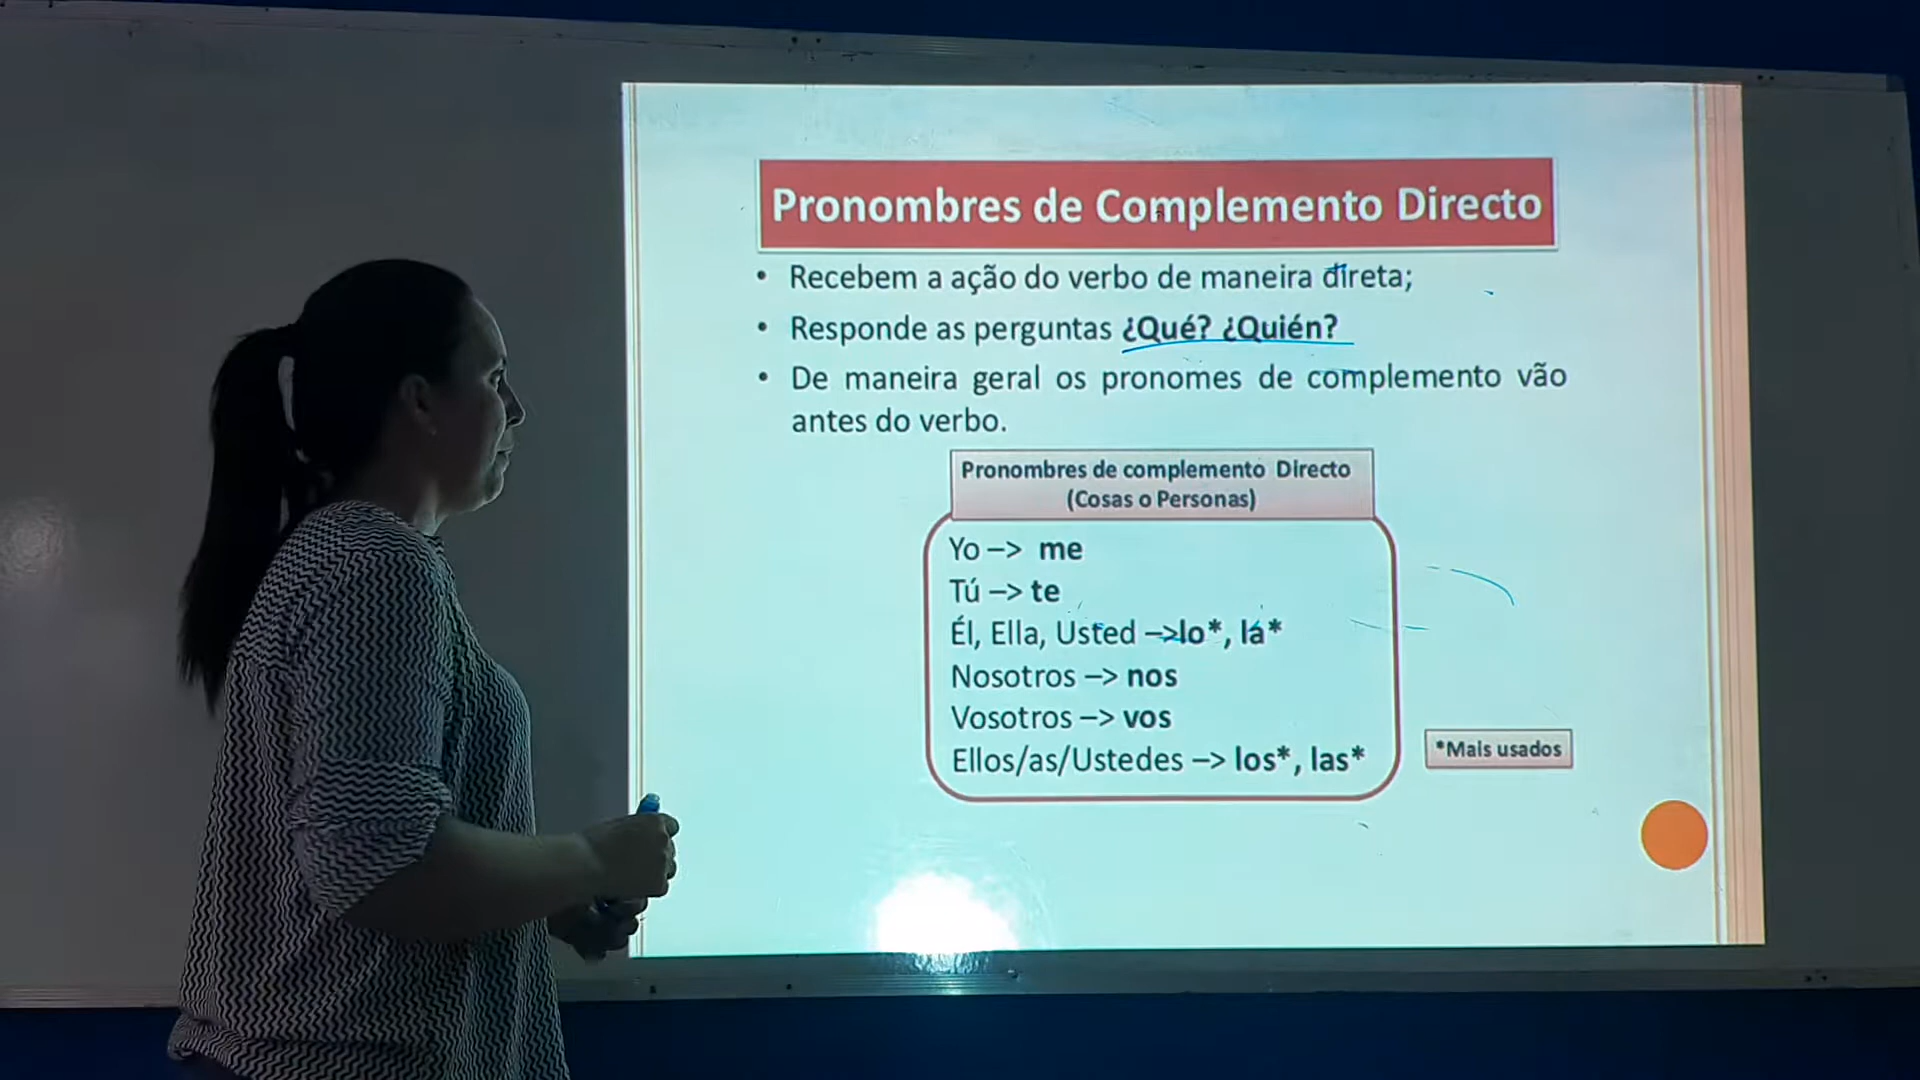 Pronombres de Complemento Directo
• Recebem a ação do verbo de maneira direta;
• Responde as perguntas ¿Qué? ¿Quién?
• De maneira geral os pronomes de complemento vão
antes do verbo.
Pronombres de complemento Directo
(Cosas o Personas)
Yo –> me
Tú –> te
Él, Ella, Usted –>lo*, la*
Nosotros –> nos
Vosotros –> vos
Ellos/as/Ustedes –> los*, las*
*Mais usados